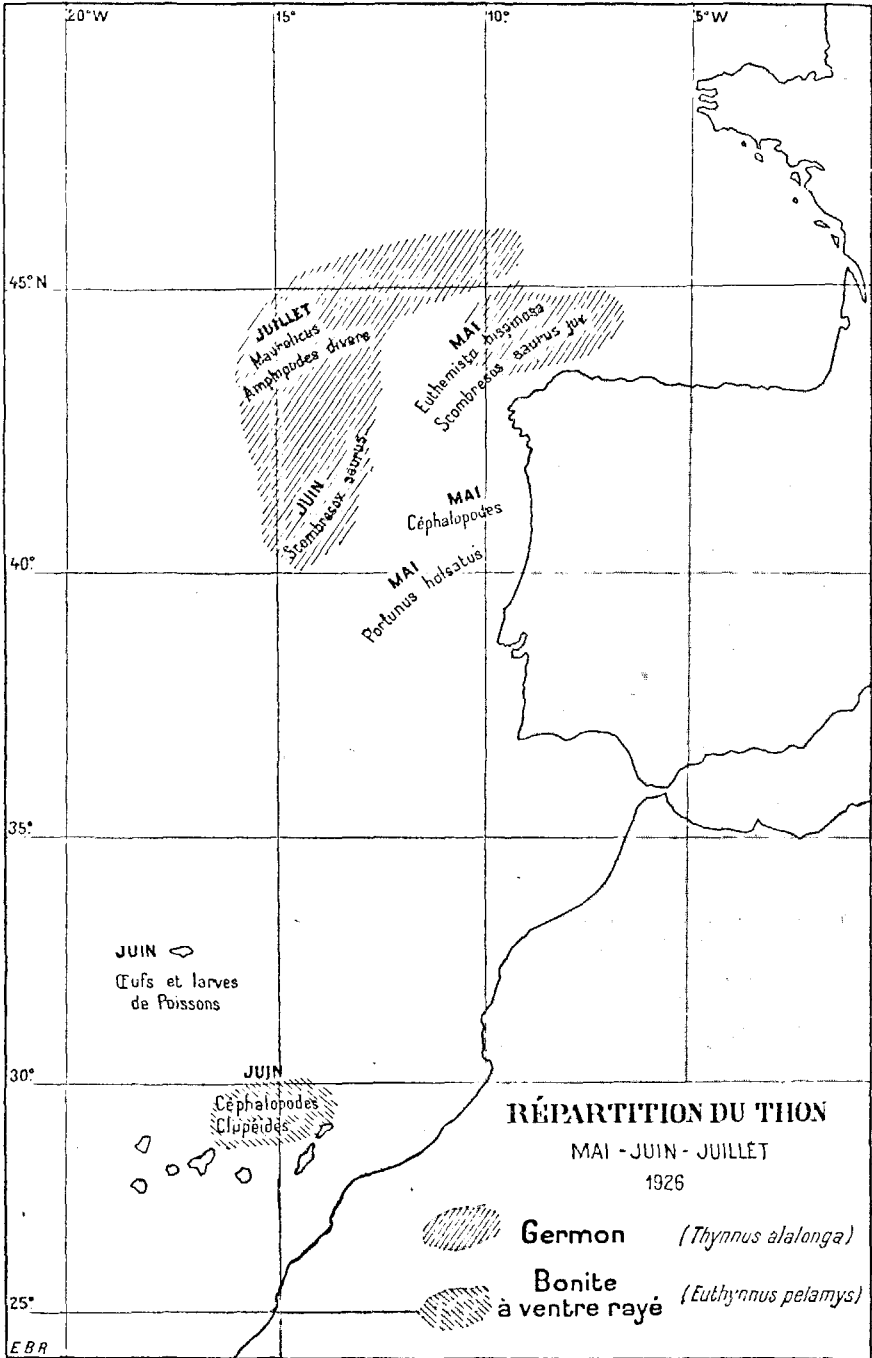 20°W 15° 10° 5°W
45°N
JUILLET
Maurolicus
Amphipodes divers
MAI
Euthemisto bispinosa
Scombresox saurus juv
JUIN
Scombresox saurus
MAI
Céphalopodes
40°
MAI
Portunus holsatus
35°
JUIN
Œufs et larves
de Poissons
30°
JUIN
Céphalopodes
Clupéidés
RÉPARTITION DU THON
MAI - JUIN - JUILLET
1926
Germon (Thynnus alalonga)
Bonite
à ventre rayé (Euthynnus pelamys)
25°
EBR